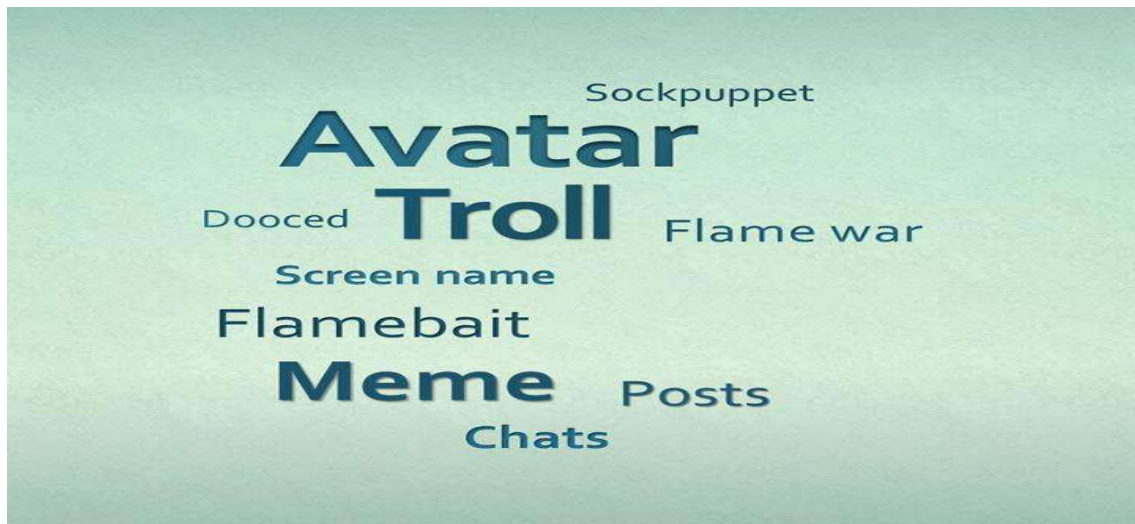 Sockpuppet
Avatar
Troll
Dooced
Flame war
Screen name
Flamebait
Meme
Posts
Chats